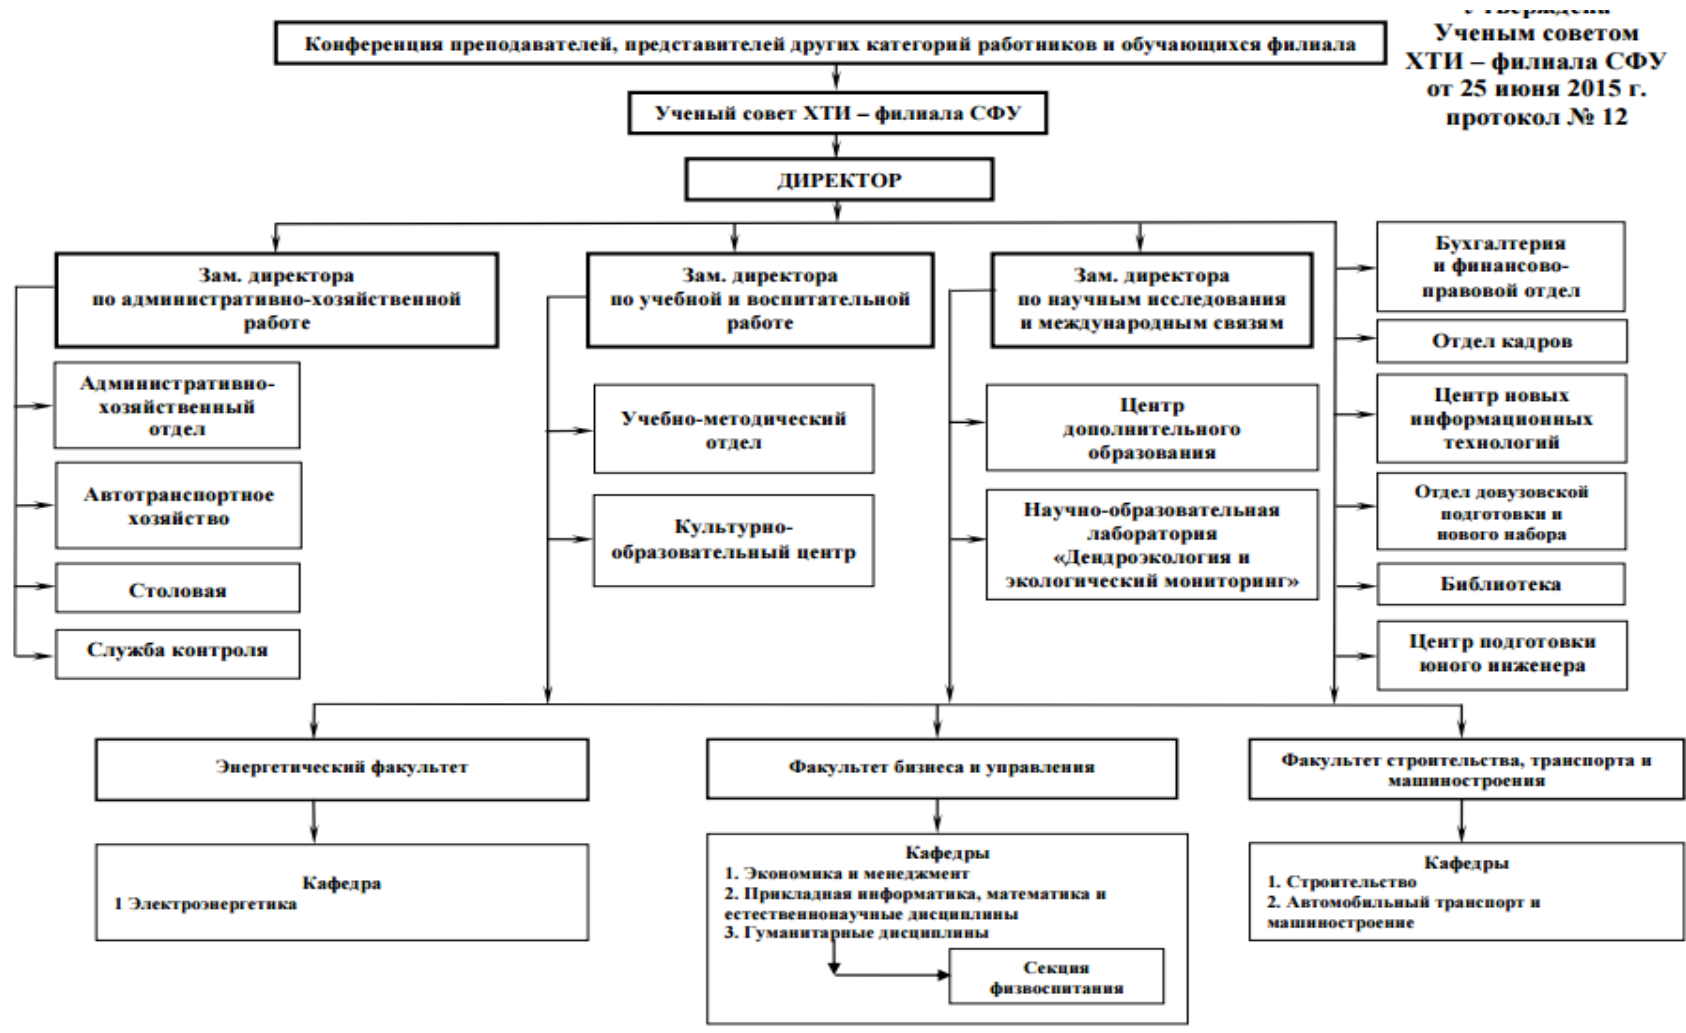 Утверждена
Ученым советом
ХТИ – филиала СФУ
от 25 июня 2015 г.
протокол № 12
Конференция преподавателей, представителей других категорий работников и обучающихся филиала
Ученый совет ХТИ – филиала СФУ
ДИРЕКТОР
Зам. директора
по административно-хозяйственной
работе
Зам. директора
по учебной и воспитательной
работе
Зам. директора
по научным исследования
и международным связям
Бухгалтерия
и финансово-
правовой отдел
Отдел кадров
Центр новых
информационных
технологий
Отдел довузовской
подготовки и
нового набора
Библиотека
Центр подготовки
юного инженера
Административно-
хозяйственный
отдел
Автотранспортное
хозяйство
Столовая
Служба контроля
Учебно-методический
отдел
Культурно-
образовательный центр
Центр
дополнительного
образования
Научно-образовательная
лаборатория
«Дендроэкология и
экологический мониторинг»
Энергетический факультет
Факультет бизнеса и управления
Факультет строительства, транспорта и
машиностроения
Кафедра
1 Электроэнергетика
Кафедры
1. Экономика и менеджмент
2. Прикладная информатика, математика и
естественнонаучные дисциплины
3. Гуманитарные дисциплины
Секция
физвоспитания
Кафедры
1. Строительство
2. Автомобильный транспорт и
машиностроение